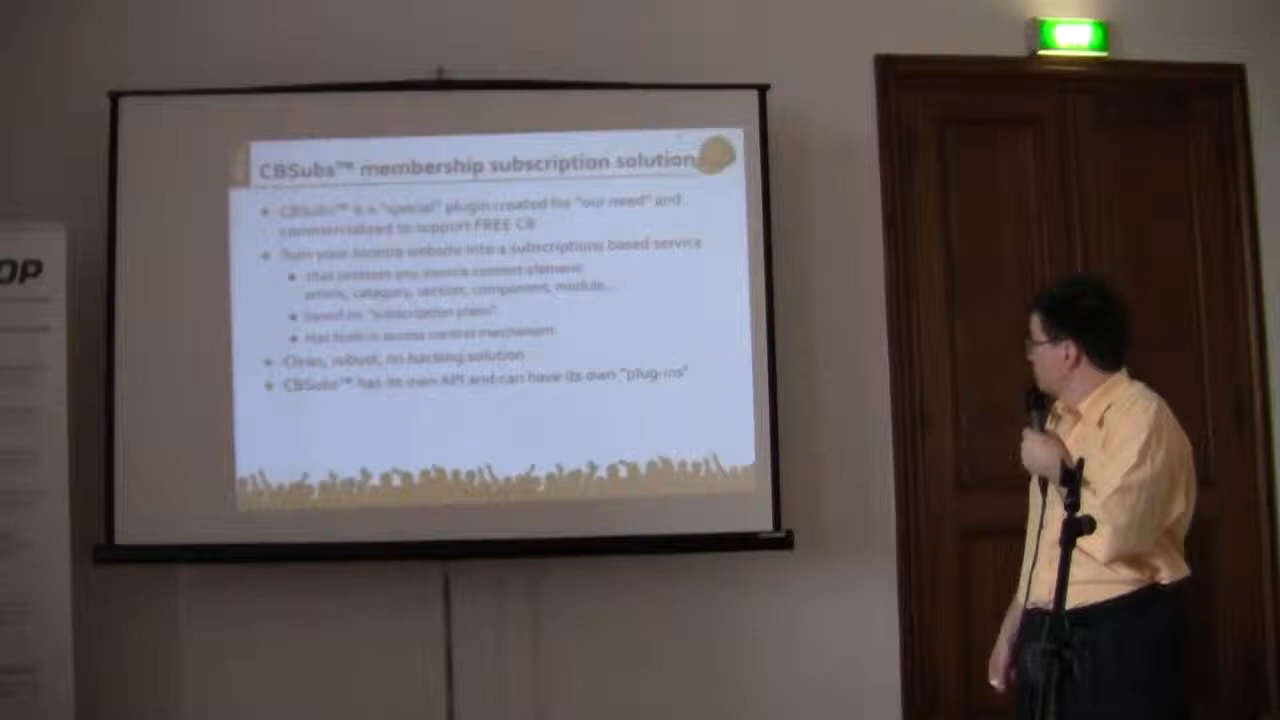 CBSubs™ membership subscription solution
CBSubs™ is a "special" plugin created for "our need" and
commercialized to support FREE CB
Turn your Joomla website into a subscriptions based service
that protects any Joomla content element:
article, category, section, component, module...
based on "subscription plans"
Has built-in access control mechanism
Clean, robust, no hacking solution
CBSubs™ has its own API and can have its own "plug-ins"
OP